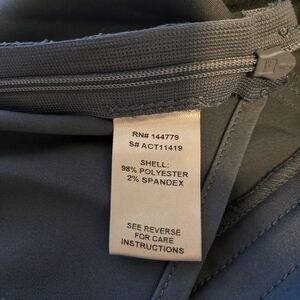 RN# 144779
S# ACT11419
SHELL:
98% POLYESTER
2% SPANDEX
SEE REVERSE
FOR CARE
INSTRUCTIONS